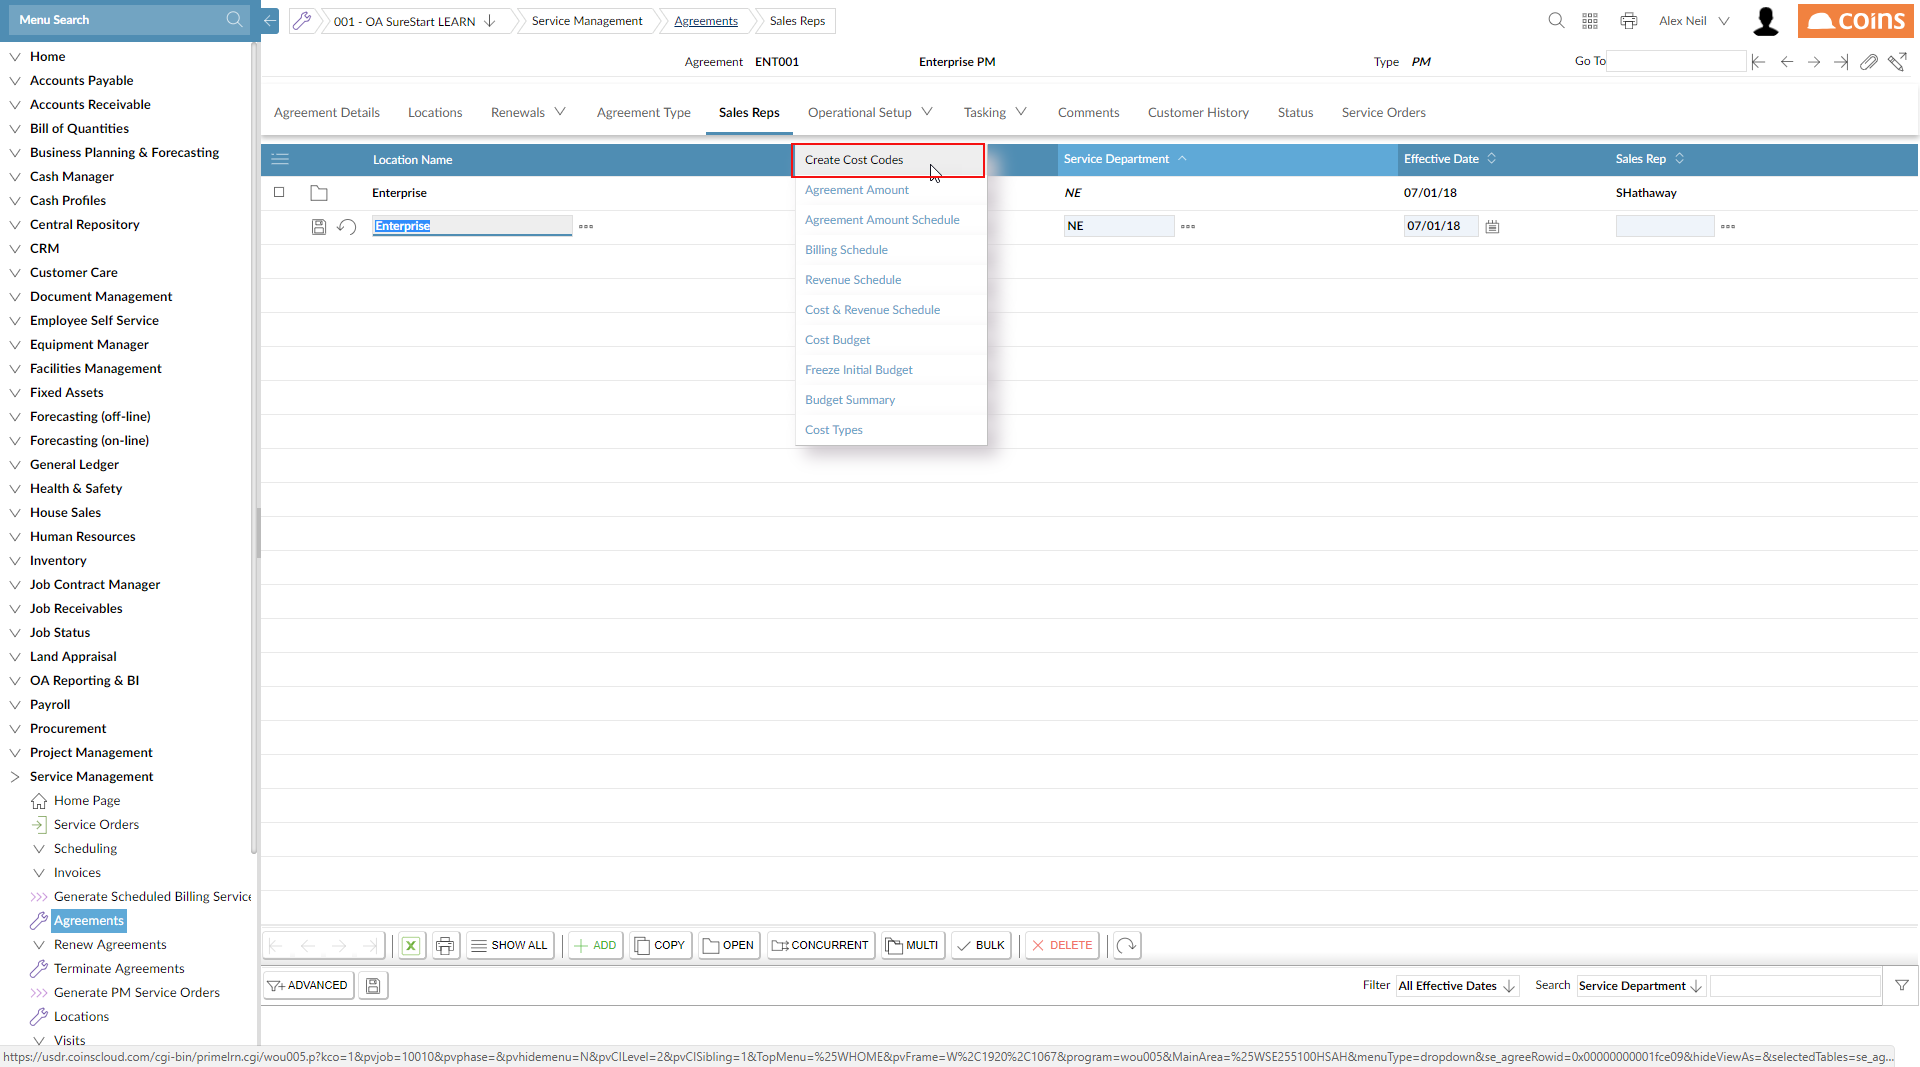 Menu Search
001 - OA SureStart LEARN
Service Management
Agreements
Sales Reps
Alex Neil
coins
Agreement ENT001
Enterprise PM
Type PM
Go To
Agreement Details
Locations
Renewals
Agreement Type
Sales Reps
Operational Setup
Tasking
Comments
Customer History
Status
Service Orders
Location Name
Service Department
Effective Date
Sales Rep
Enterprise
NE
07/01/18
SHathaway
Enterprise
NE
07/01/18
Create Cost Codes
Agreement Amount
Agreement Amount Schedule
Billing Schedule
Revenue Schedule
Cost & Revenue Schedule
Cost Budget
Freeze Initial Budget
Budget Summary
Cost Types
Home
Accounts Payable
Accounts Receivable
Bill of Quantities
Business Planning & Forecasting
Cash Manager
Cash Profiles
Central Repository
CRM
Customer Care
Document Management
Employee Self Service
Equipment Manager
Facilities Management
Fixed Assets
Forecasting (off-line)
Forecasting (on-line)
General Ledger
Health & Safety
House Sales
Human Resources
Inventory
Job Contract Manager
Job Receivables
Job Status
Land Appraisal
OA Reporting & BI
Payroll
Procurement
Project Management
Service Management
Home Page
Service Orders
Scheduling
Invoices
Generate Scheduled Billing Service
Agreements
Renew Agreements
Terminate Agreements
Generate PM Service Orders
Locations
Visits
SHOW ALL
ADD
COPY
OPEN
CONCURRENT
MULTI
BULK
DELETE
ADVANCED
Filter All Effective Dates
Search Service Department
https://usdr.coinscloud.com/cgi-bin/primelrn.cgi/wou005.p?kco=1&pvjob=10010&pvphase=&pvhidemenu=N&pvCILevel=2&pvCISibling=1&TopMenu=%25WHOME&pvFrame=W%2C1920%2C1067&program=wou005&MainArea=%25WSE255100HSAH&menuType=dropdown&se_agreeRowid=0x00000000001fce09&hideViewAs=&selectedTables=se_ag...